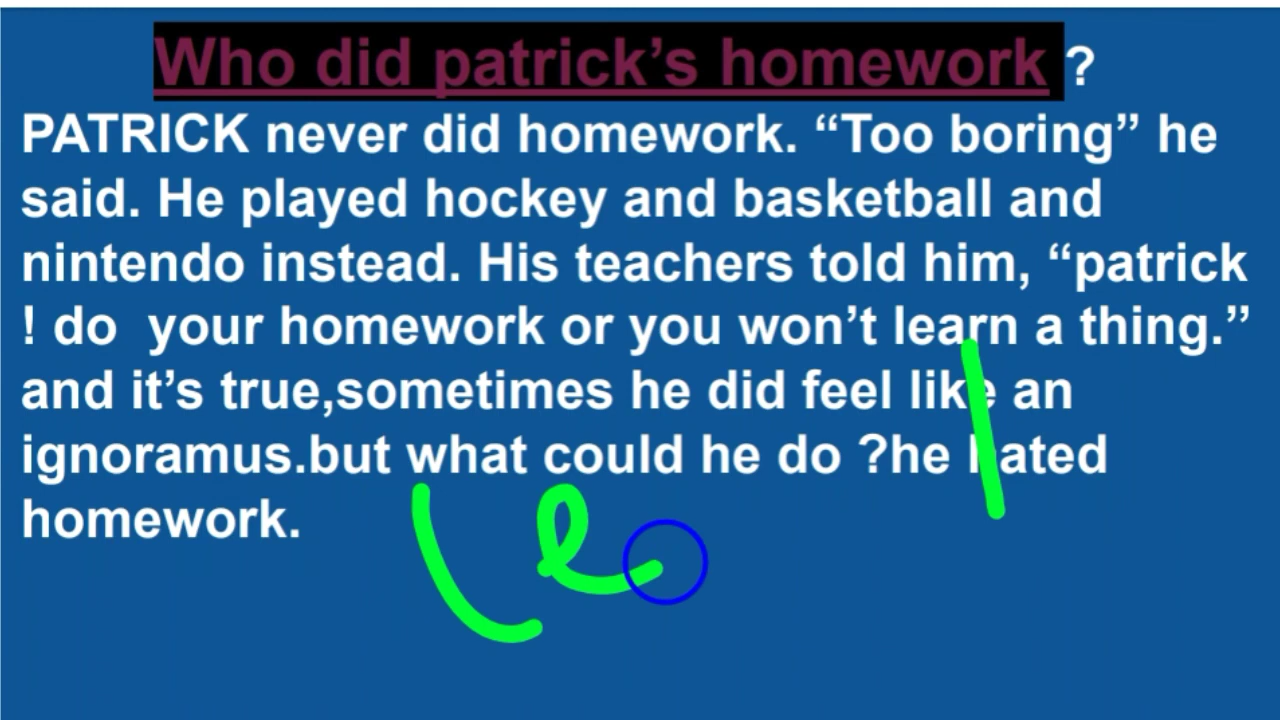 Who did patrick’s homework ?
PATRICK never did homework. “Too boring” he
said. He played hockey and basketball and
nintendo instead. His teachers told him, “patrick
! do  your homework or you won’t learn a thing.”
and it’s true,sometimes he did feel like an
ignoramus.but what could he do ?he hated
homework.
le